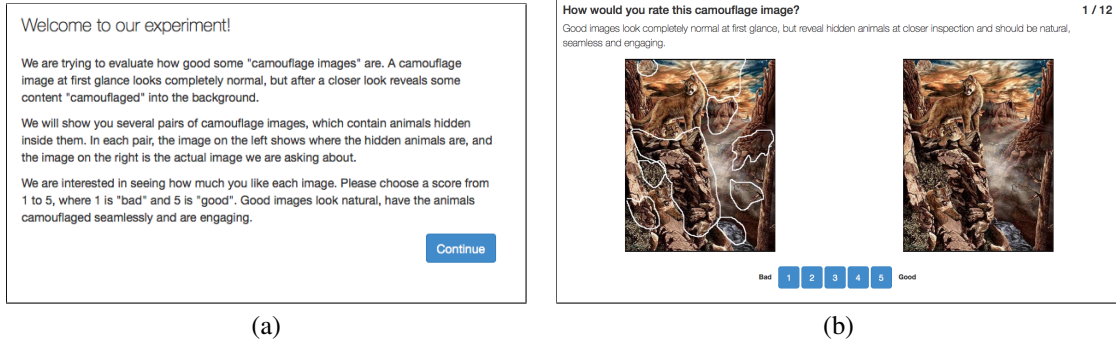 Welcome to our experiment!
We are trying to evaluate how good some "camouflage images" are. A camouflage
image at first glance looks completely normal, but after a closer look reveals some
content "camouflaged" into the background.
We will show you several pairs of camouflage images, which contain animals hidden
inside them. In each pair, the image on the left shows where the hidden animals are, and
the image on the right is the actual image we are asking about.
We are interested in seeing how much you like each image. Please choose a score from
1 to 5, where 1 is "bad" and 5 is "good". Good images look natural, have the animals
camouflaged seamlessly and are engaging.
Continue
(a)
How would you rate this camouflage image? 1 / 12
Good images look completely normal at first glance, but reveal hidden animals at closer inspection and should be natural,
seamless and engaging.
Bad 1 2 3 4 5 Good
(b)